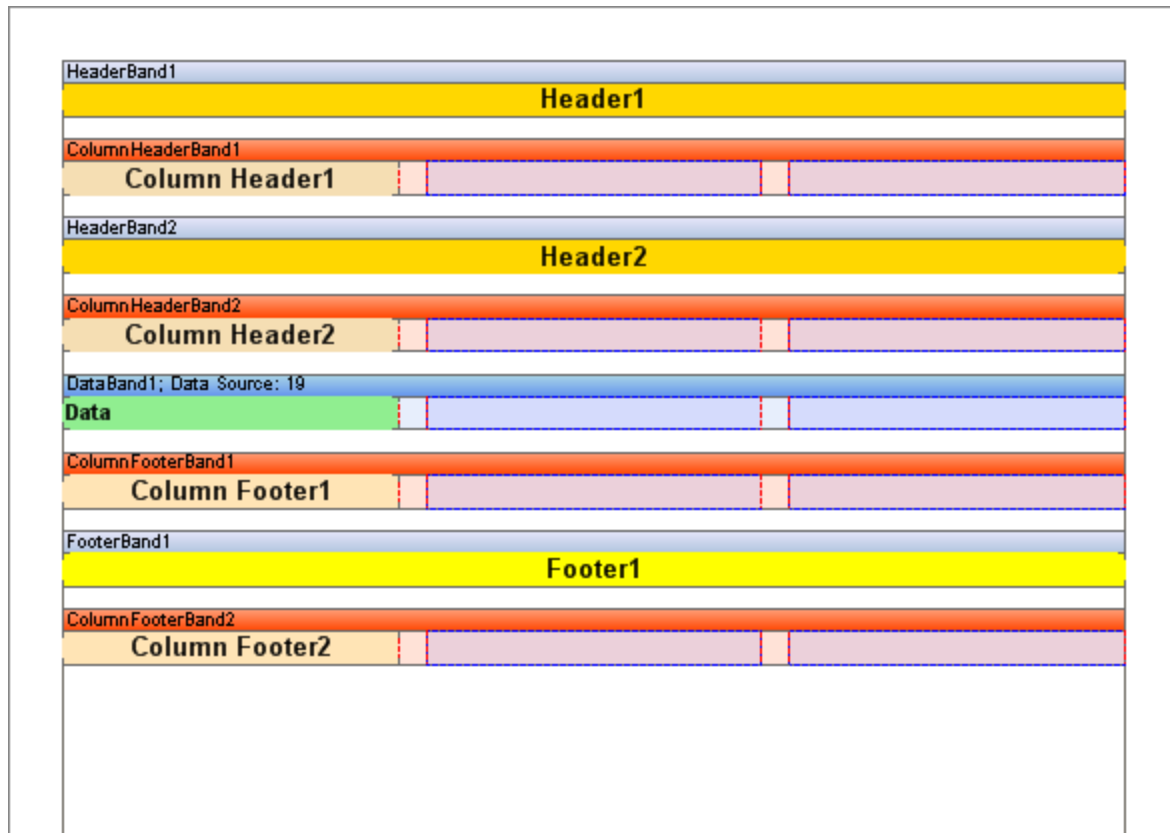 HeaderBand1
Header1
ColumnHeaderBand1
Column Header1
HeaderBand2
Header2
ColumnHeaderBand2
Column Header2
DataBand1; Data Source: 19
Data
ColumnFooterBand1
Column Footer1
FooterBand1
Footer1
ColumnFooterBand2
Column Footer2